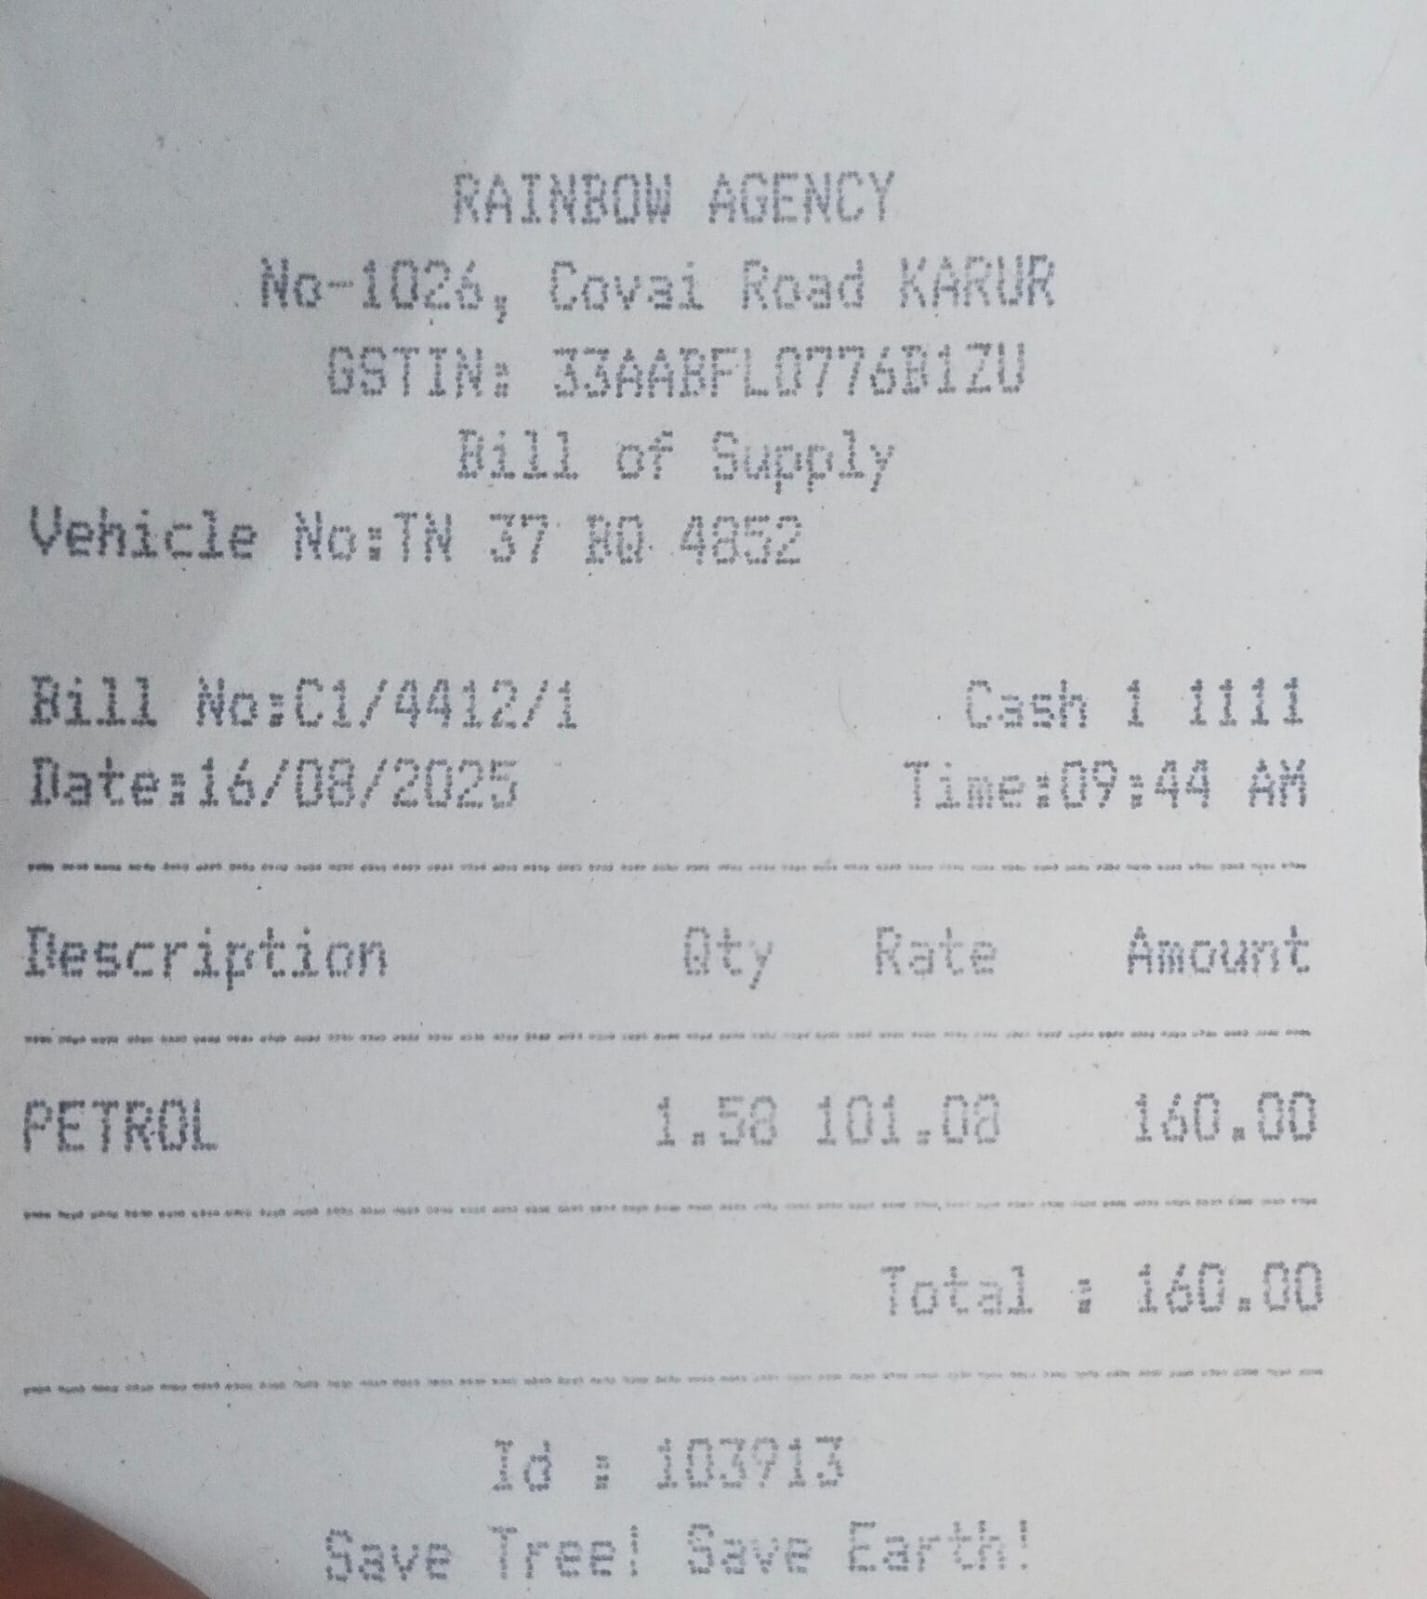 RAINBOW AGENCY
No-1026, Covai Road KARUR
GSTIN: 33AABFL0776B1ZU
Bill of Supply
Vehicle No:TN 37 BQ 4852
Bill No:C1/4412/1 Cash 1 1111
Date:16/08/2025 Time:09:44 AM
Description Qty Rate Amount
PETROL 1.58 101.08 160.00
Total : 160.00
Id : 103913
Save Tree! Save Earth!